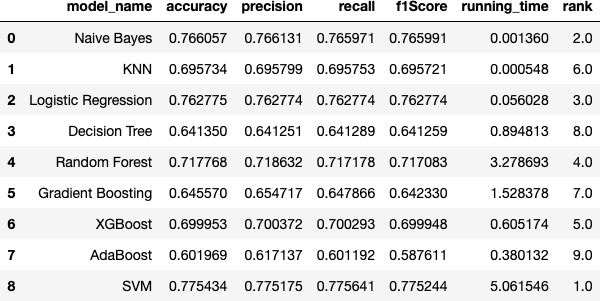 model_name accuracy precision recall f1Score running_time rank
0 Naive Bayes 0.766057 0.766131 0.765971 0.765991 0.001360 2.0
1 KNN 0.695734 0.695799 0.695753 0.695721 0.000548 6.0
2 Logistic Regression 0.762775 0.762774 0.762774 0.762774 0.056028 3.0
3 Decision Tree 0.641350 0.641251 0.641289 0.641259 0.894813 8.0
4 Random Forest 0.717768 0.718632 0.717178 0.717083 3.278693 4.0
5 Gradient Boosting 0.645570 0.654717 0.647866 0.642330 1.528378 7.0
6 XGBoost 0.699953 0.700372 0.700293 0.699948 0.605174 5.0
7 AdaBoost 0.601969 0.617137 0.601192 0.587611 0.380132 9.0
8 SVM 0.775434 0.775175 0.775641 0.775244 5.061546 1.0